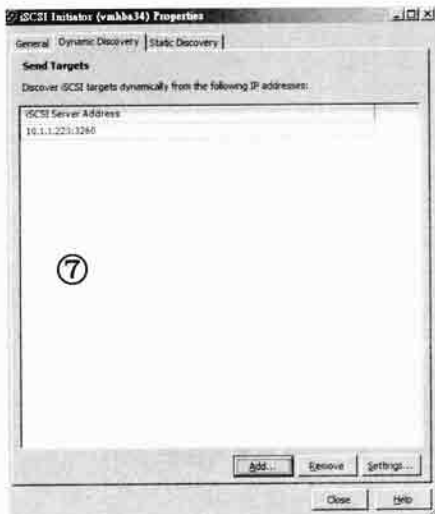 iSCSI Initiator (vmhba34) Properties
General Dynamic Discovery Static Discovery
Send Targets
Discover iSCSI targets dynamically from the following IP addresses:
iSCSI Server Address
10.1.1.223:3260
⑦
Add... Remove Settings...
Close Help